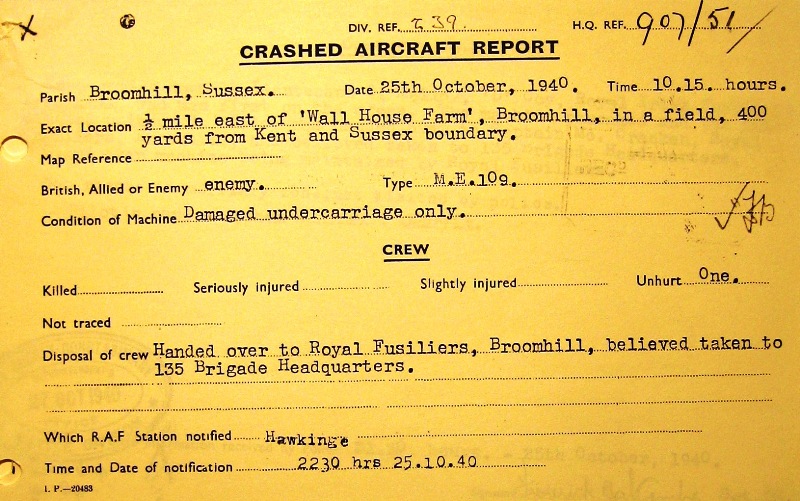 X
DIV. REF. Z 39. H.Q. REF. 907/51
CRASHED AIRCRAFT REPORT
Parish Broomhill, Sussex. Date 25th October, 1940. Time 10.15. hours.
Exact Location ½ mile east of 'Wall House Farm', Broomhill, in a field, 400
yards from Kent and Sussex boundary.
Map Reference
British, Allied or Enemy enemy. Type M.E.109.
Condition of Machine Damaged undercarriage only.
CREW
Killed Seriously injured Slightly injured Unhurt One.
Not traced
Disposal of crew Handed over to Royal Fusiliers, Broomhill, believed taken to
135 Brigade Headquarters.
Which R.A.F Station notified Hawkinge
Time and Date of notification 2230 hrs 25.10.40
I. P.—20483